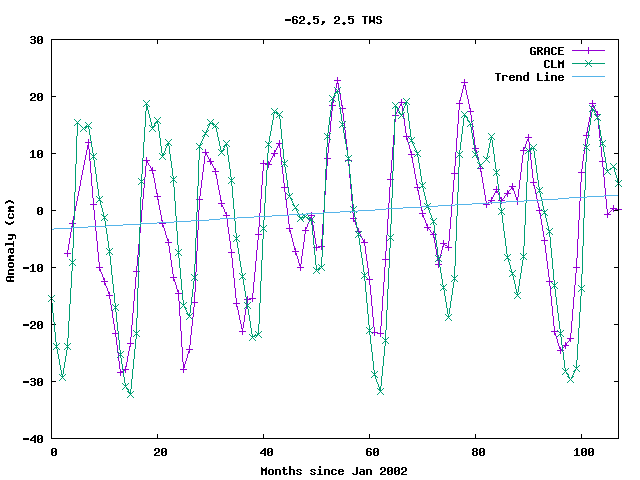 -62.5, 2.5 TWS
GRACE
CLM
Trend Line
30
20
10
0
-10
-20
-30
-40
Anomaly (cm)
0 20 40 60 80 100
Months since Jan 2002